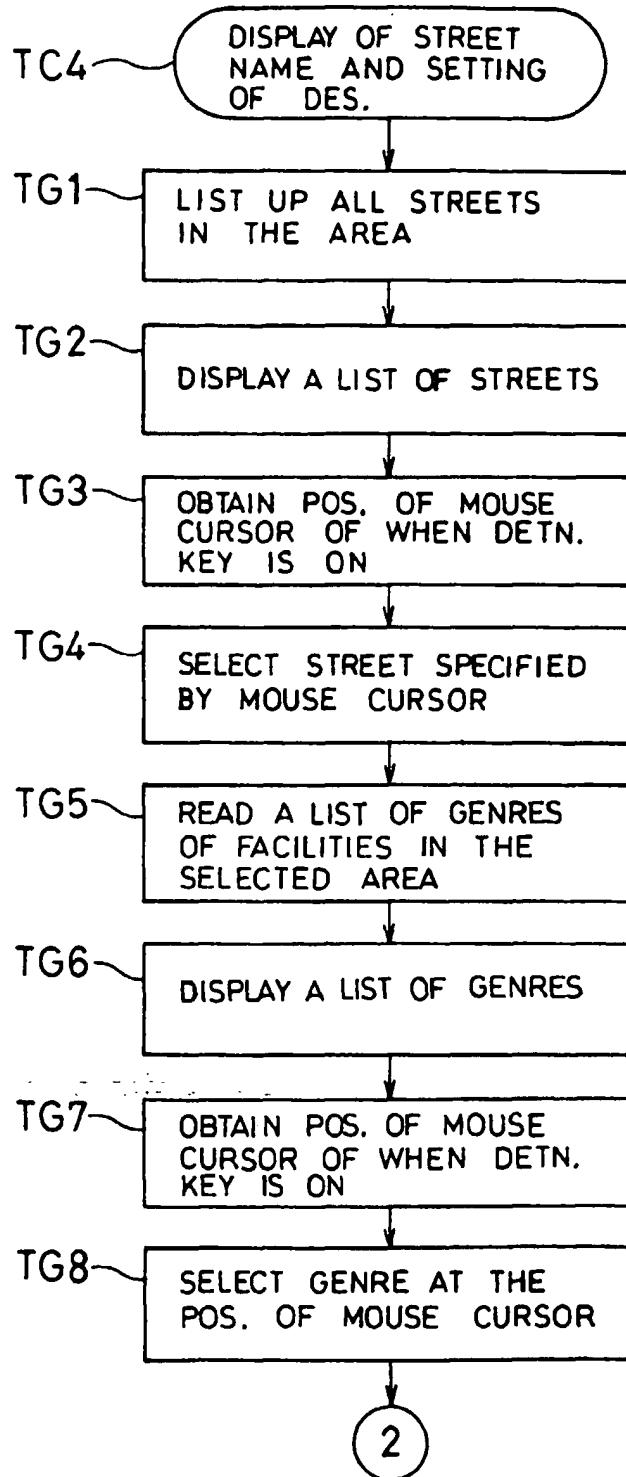 TC4
DISPLAY OF STREET
NAME AND SETTING
OF DES.
TG1
LIST UP ALL STREETS
IN THE AREA
TG2
DISPLAY A LIST OF STREETS
TG3
OBTAIN POS. OF MOUSE
CURSOR OF WHEN DETN.
KEY IS ON
TG4
SELECT STREET SPECIFIED
BY MOUSE CURSOR
TG5
READ A LIST OF GENRES
OF FACILITIES IN THE
SELECTED AREA
TG6
DISPLAY A LIST OF GENRES
TG7
OBTAIN POS. OF MOUSE
CURSOR OF WHEN DETN.
KEY IS ON
TG8
SELECT GENRE AT THE
POS. OF MOUSE CURSOR
2